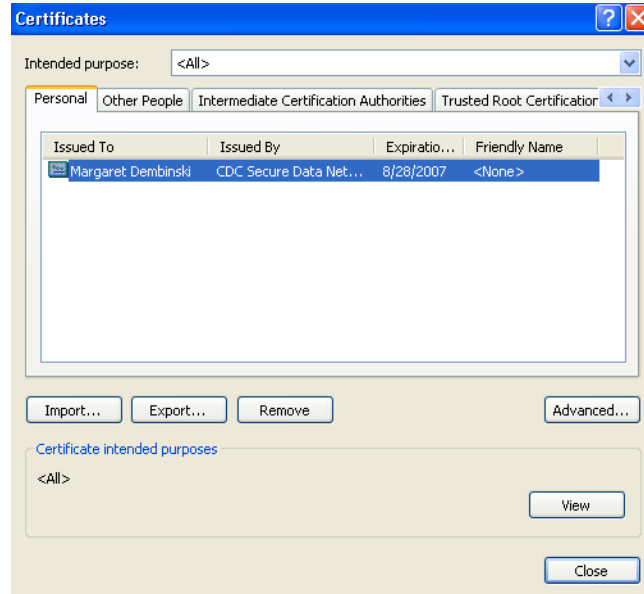 Certificates
Intended purpose: <All>
Personal Other People Intermediate Certification Authorities Trusted Root Certification
Issued To Issued By Expiratio... Friendly Name
Margaret Dembinski CDC Secure Data Net... 8/28/2007 <None>
Import... Export... Remove Advanced...
Certificate intended purposes
<All>
View
Close